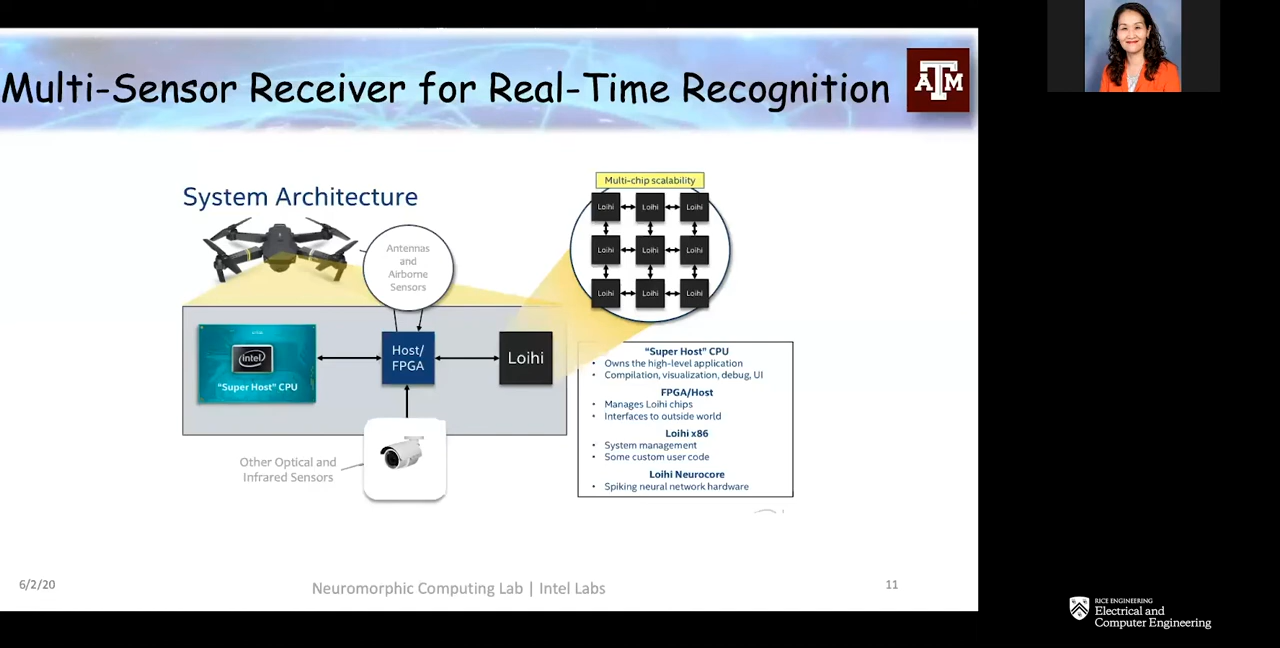 Multi-Sensor Receiver for Real-Time Recognition
A T M
System Architecture
Antennas
and
Airborne
Sensors
Multi-chip scalability
Loihi Loihi Loihi
Loihi Loihi Loihi
Loihi Loihi Loihi
intel
"Super Host" CPU
Host/
FPGA
Loihi
Other Optical and
Infrared Sensors
"Super Host" CPU
• Owns the high-level application
• Compilation, visualization, debug, UI
FPGA/Host
• Manages Loihi chips
• Interfaces to outside world
Loihi x86
• System management
• Some custom user code
Loihi Neurocore
• Spiking neural network hardware
6/2/20
Neuromorphic Computing Lab | Intel Labs
11
RICE ENGINEERING
Electrical and
Computer Engineering